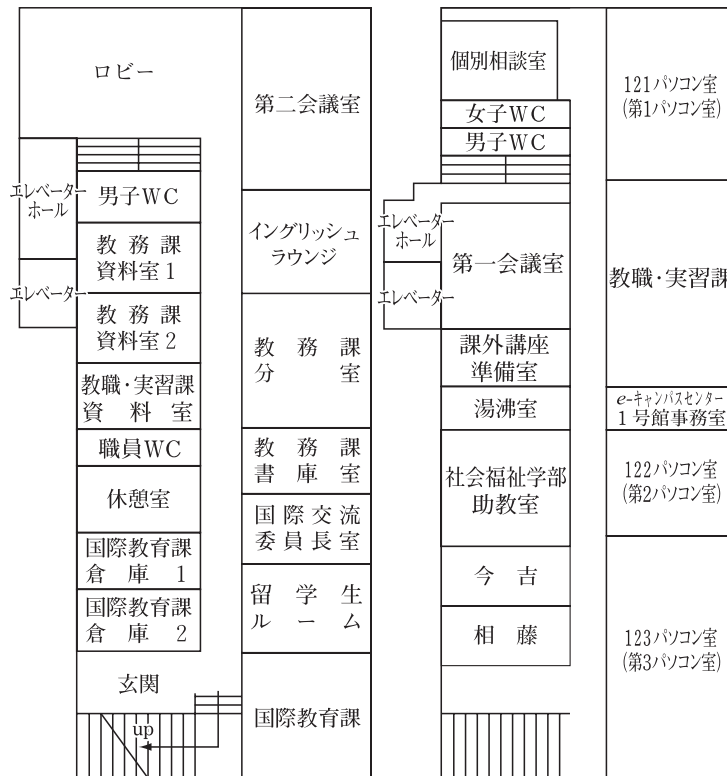 ロビー
男子WC
エレベーター
ホール
教務課
資料室1
エレベーター
教務課
資料室2
教職・実習課
資料室
職員WC
休憩室
国際教育課
倉庫1
国際教育課
倉庫2
玄関
up
第二会議室
イングリッシュ
ラウンジ
教務課
分室
教務課
書庫室
国際交流
委員長室
留学生
ルーム
国際教育課
個別相談室
女子WC
男子WC
エレベーター
ホール
第一会議室
エレベーター
課外講座
準備室
湯沸室
社会福祉学部
助教室
今吉
相藤
121パソコン室
(第1パソコン室)
教職・実習課
e-キャンパスセンター
1号館事務室
122パソコン室
(第2パソコン室)
123パソコン室
(第3パソコン室)